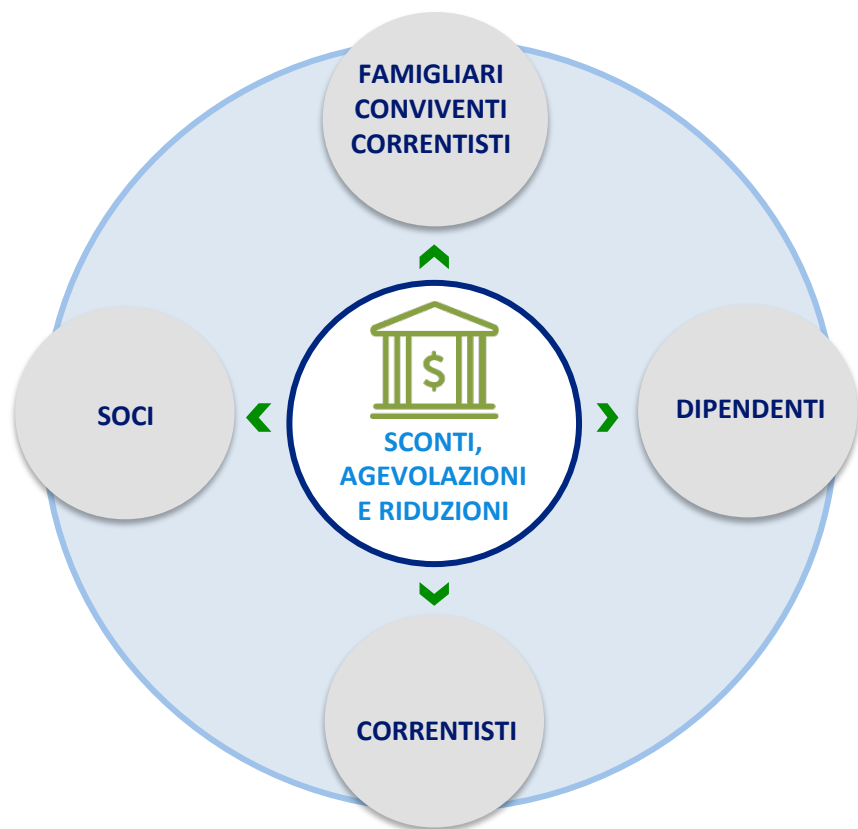 FAMIGLIARI
CONVIVENTI
CORRENTISTI
SOCI
$
SCONTI,
AGEVOLAZIONI
E RIDUZIONI
DIPENDENTI
CORRENTISTI